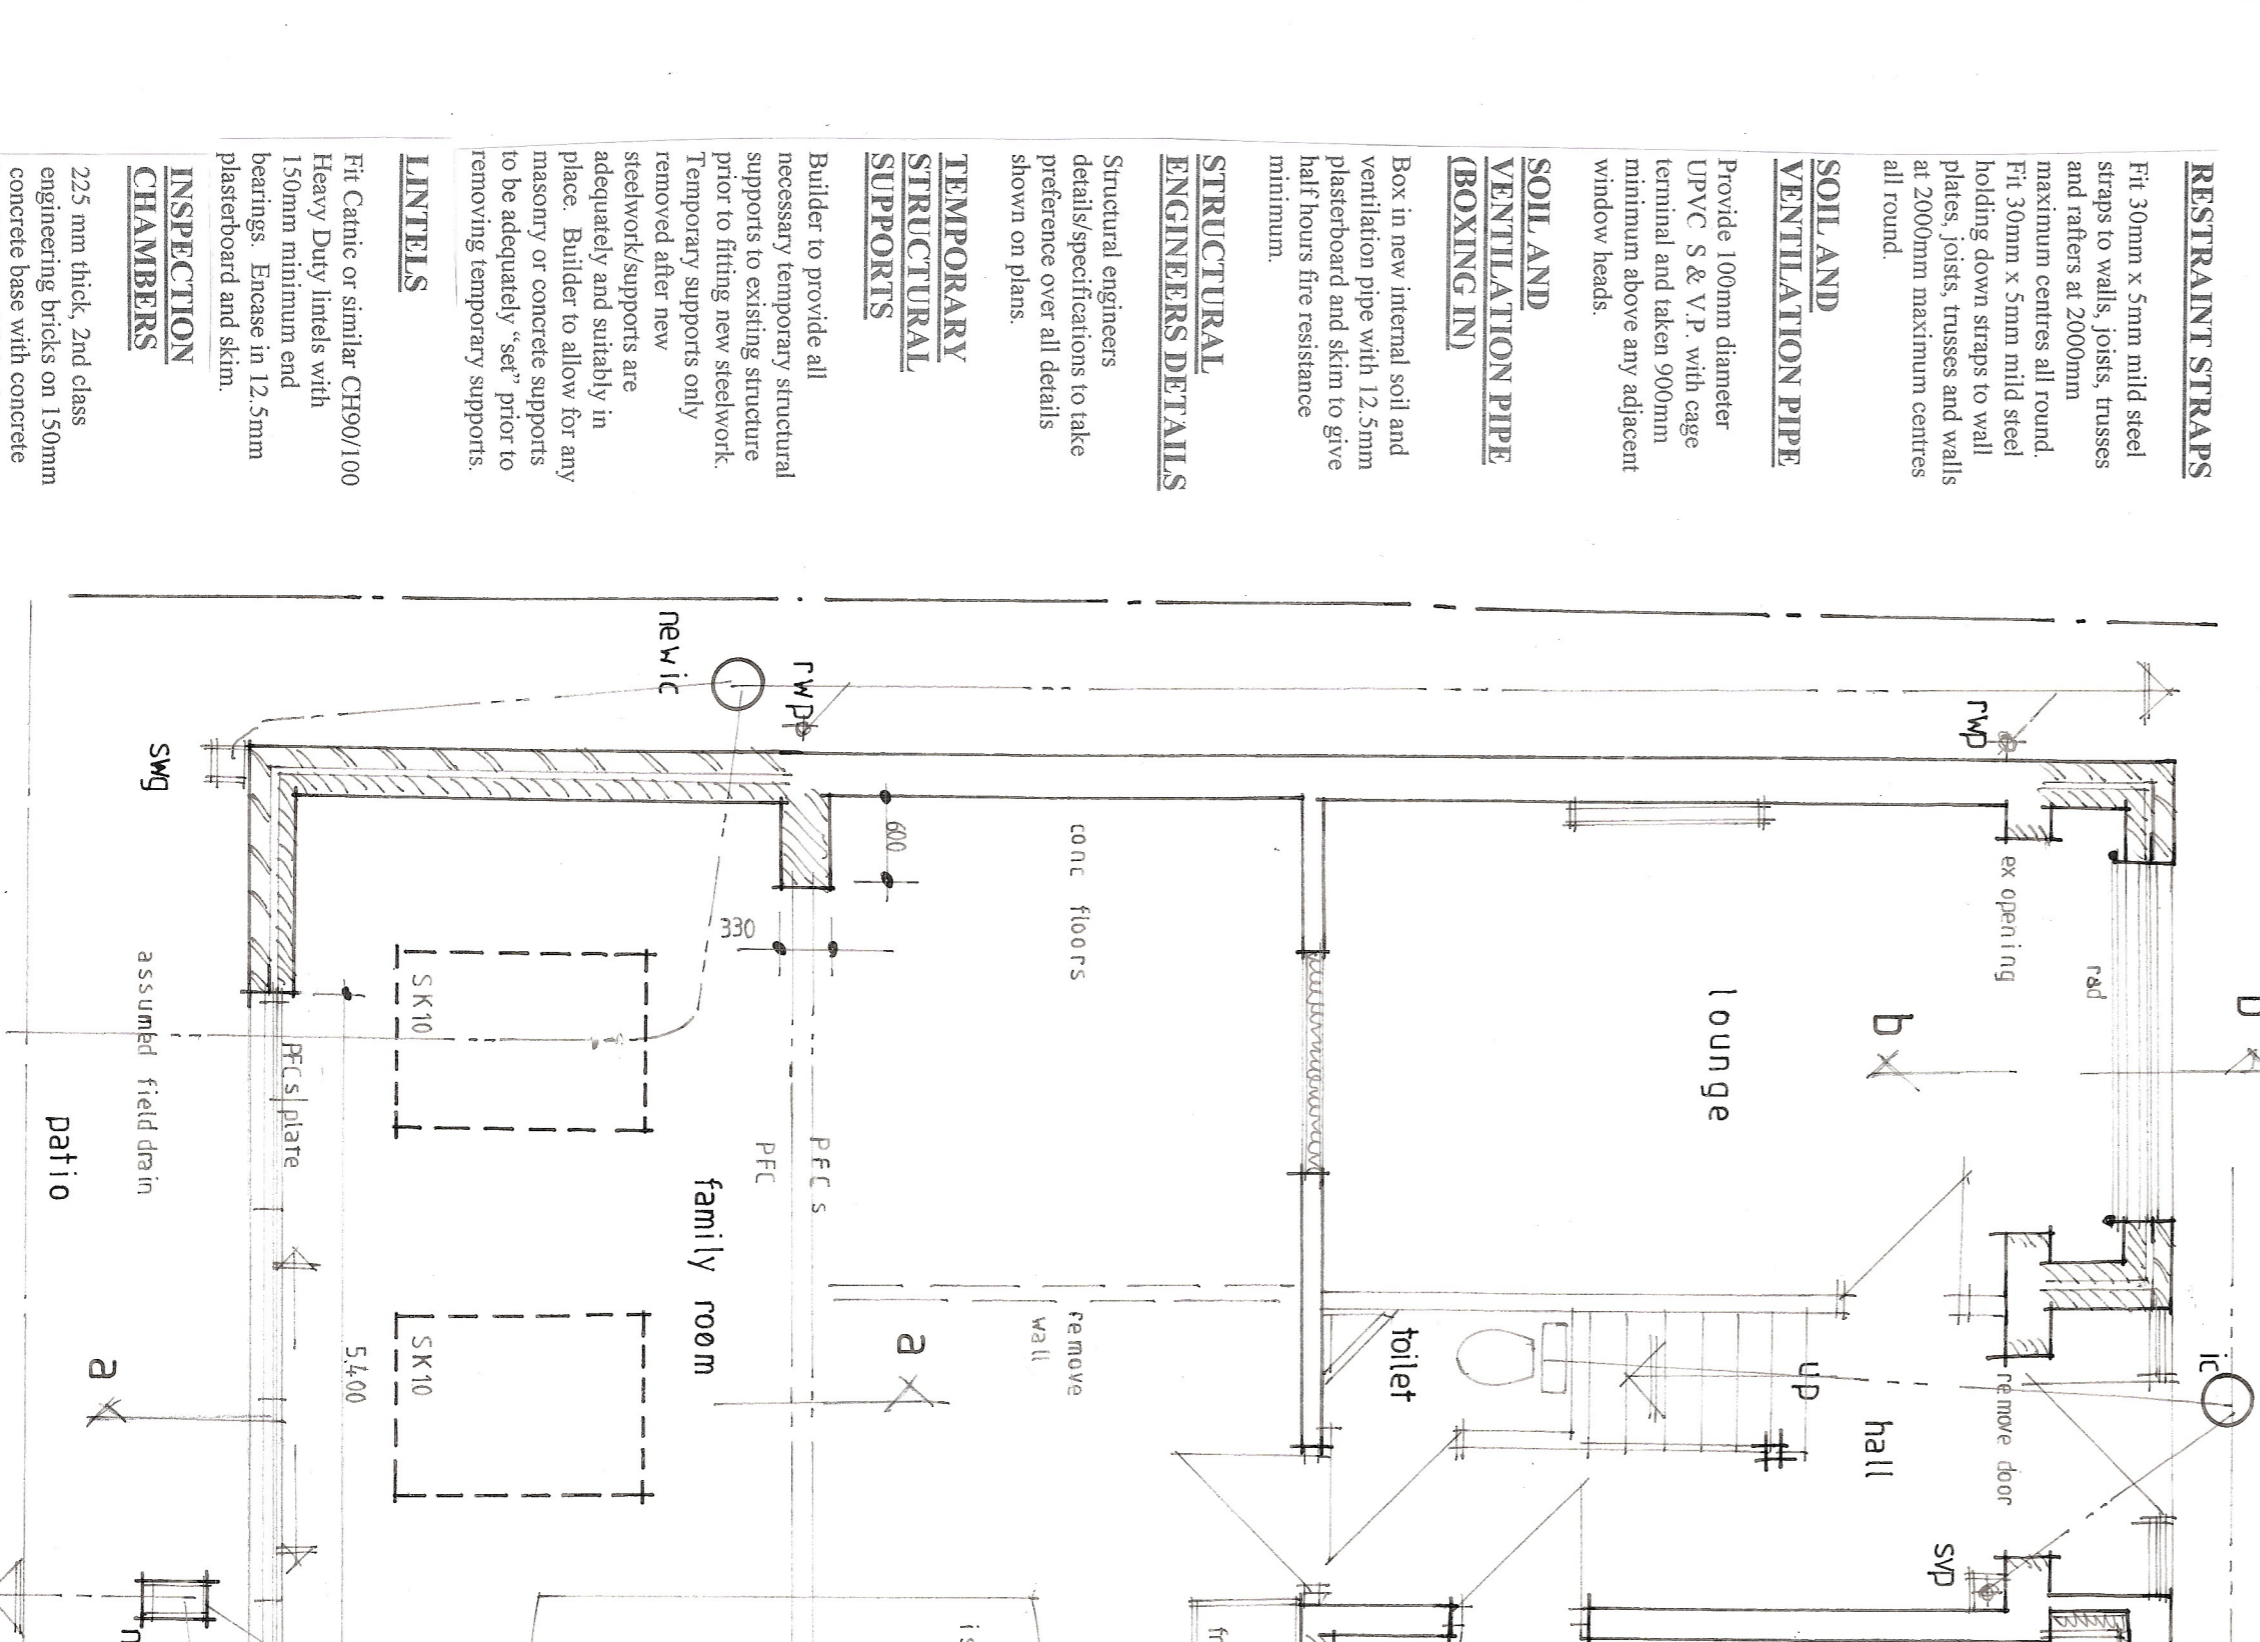 RESTRAINT STRAPS
Fit 30mm x 5mm mild steel
straps to walls, joists, trusses
and rafters at 2000mm
maximum centres all round.
Fit 30mm x 5mm mild steel
holding down straps to wall
plates, joists, trusses and walls
at 2000mm maximum centres
all round.
SOIL AND
VENTILATION PIPE
Provide 100mm diameter
UPVC S & V.P. with cage
terminal and taken 900mm
minimum above any adjacent
window heads.
SOIL AND
VENTILATION PIPE
(BOXING IN)
Box in new internal soil and
ventilation pipe with 12.5mm
plasterboard and skim to give
half hours fire resistance
minimum.
STRUCTURAL
ENGINEERS DETAILS
Structural engineers
details/specifications to take
preference over all details
shown on plans.
TEMPORARY
STRUCTURAL
SUPPORTS
Builder to provide all
necessary temporary structural
supports to existing structure
prior to fitting new steelwork.
Temporary supports only
removed after new
steelwork/supports are
adequately and suitably in
place. Builder to allow for any
masonry or concrete supports
to be adequately "set" prior to
removing temporary supports.
LINTELS
Fit Catnic or similar CH90/100
Heavy Duty lintels with
150mm minimum end
bearings. Encase in 12.5mm
plasterboard and skim.
INSPECTION
CHAMBERS
225 mm thick, 2nd class
engineering bricks on 150mm
concrete base with concrete
rwp
ex opening
rad
b
b
lounge
ic
remove door
hall
up
svp
toilet
conc floors
remove
wall
600
a
rwp
330
PFCs
PFC
new ic
family room
SK10
SK10
5.400
PFCs/plate
swg
assumed field drain
a
patio